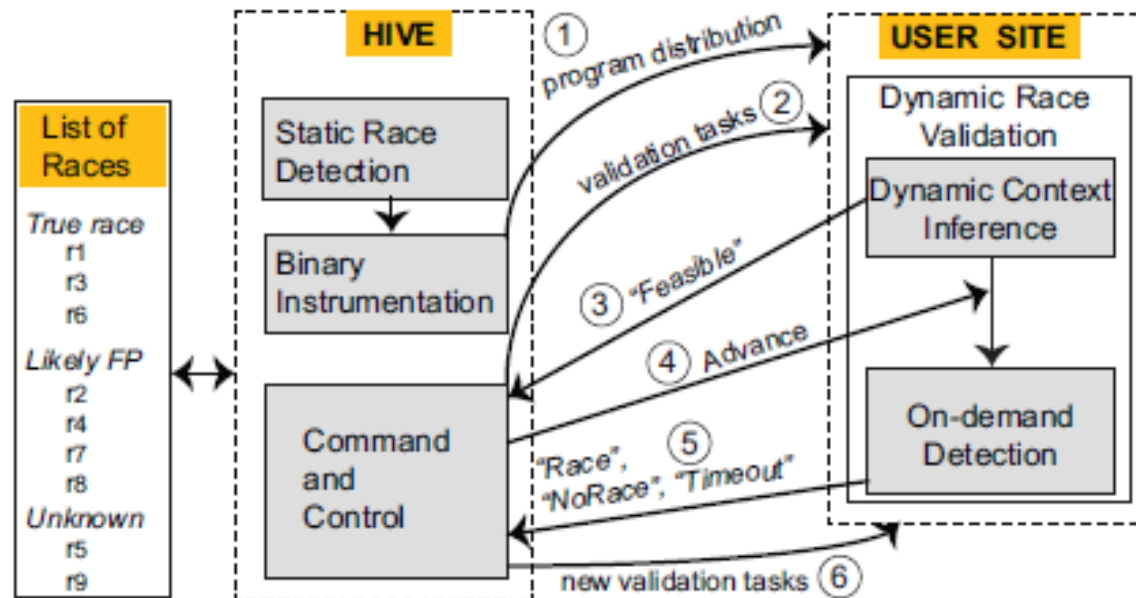 List of
Races
True race
r1
r3
r6
Likely FP
r2
r4
r7
r8
Unknown
r5
r9
HIVE
Static Race
Detection
Binary
Instrumentation
Command
and
Control
1
program distribution
validation tasks 2
3 “Feasible”
4 Advance
5
“Race”,
“NoRace”, “Timeout”
new validation tasks 6
USER SITE
Dynamic Race
Validation
Dynamic Context
Inference
On-demand
Detection